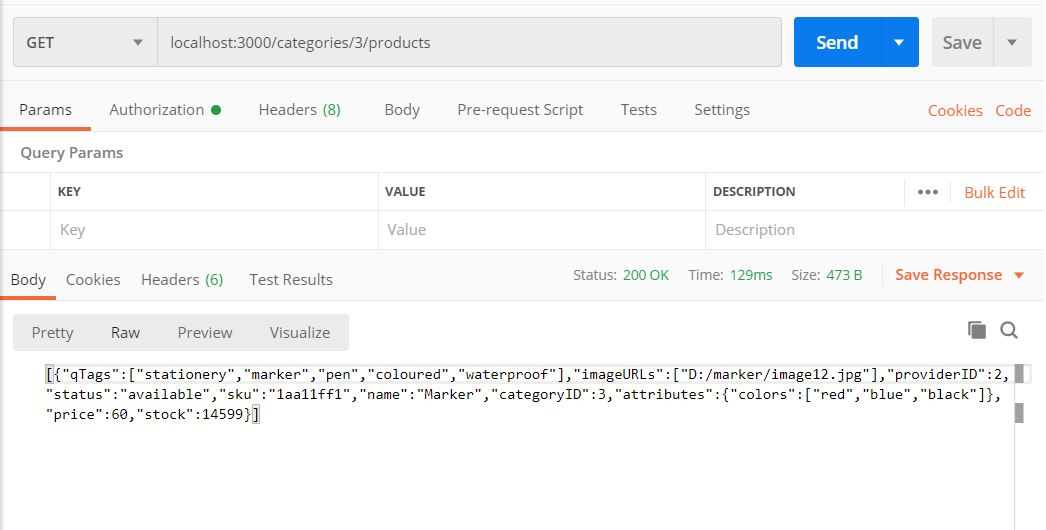 GET localhost:3000/categories/3/products Send Save
Params Authorization Headers (8) Body Pre-request Script Tests Settings Cookies Code
Query Params
KEY VALUE DESCRIPTION ••• Bulk Edit
Key Value Description
Body Cookies Headers (6) Test Results Status: 200 OK Time: 129ms Size: 473 B Save Response
Pretty Raw Preview Visualize
[{"qTags":["stationery","marker","pen","coloured","waterproof"],"imageURLs":["D:/marker/image12.jpg"],"providerID":2,
"status":"available","sku":"1aa11ff1","name":"Marker","categoryID":3,"attributes":{"colors":["red","blue","black"]},
"price":60,"stock":14599}]